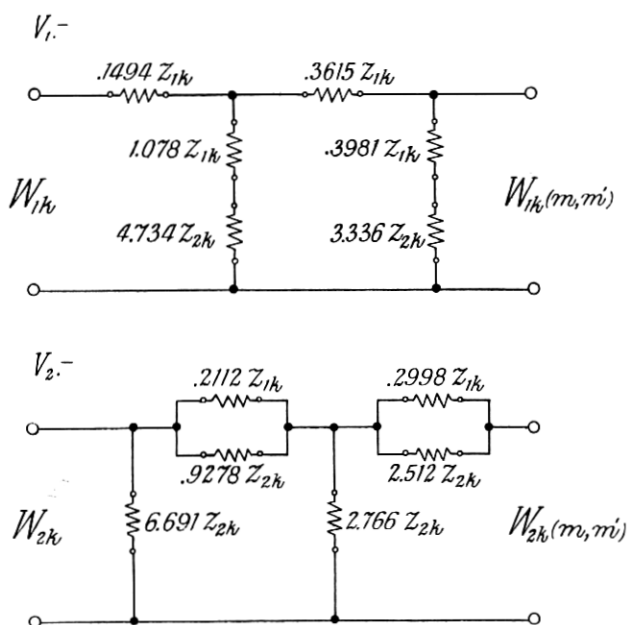 V₁.-
.1494 Z₁ₖ
.3615 Z₁ₖ
1.078 Z₁ₖ
.3981 Z₁ₖ
W₁ₖ
W₁ₖ(m,m′)
4.734 Z₂ₖ
3.336 Z₂ₖ
V₂.-
.2112 Z₁ₖ
.2998 Z₁ₖ
.9278 Z₂ₖ
2.512 Z₂ₖ
W₂ₖ
6.691 Z₂ₖ
2.766 Z₂ₖ
W₂ₖ(m,m′)